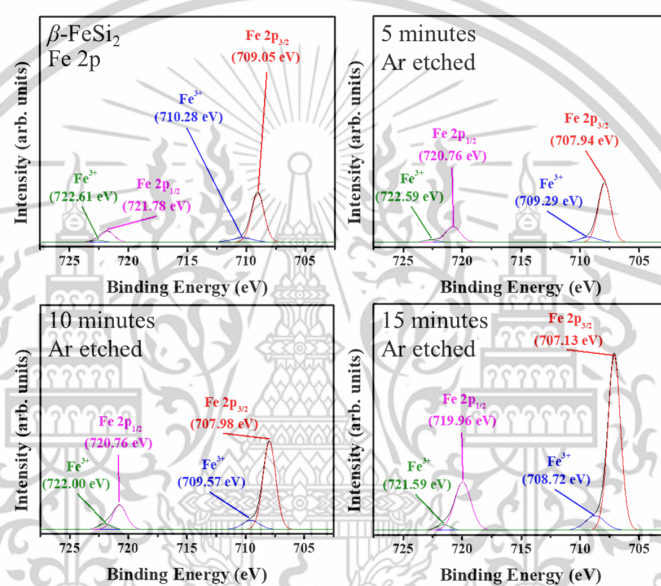 β-FeSi₂
Fe 2p
Fe 2p₃/₂
(709.05 eV)
Fe³⁺
(710.28 eV)
Fe³⁺
(722.61 eV)
Fe 2p₁/₂
(721.78 eV)
Intensity (arb. units)
725 720 715 710 705
Binding Energy (eV)
5 minutes
Ar etched
Fe 2p₁/₂
(720.76 eV)
Fe 2p₃/₂
(707.94 eV)
Fe³⁺
(722.59 eV)
Fe³⁺
(709.29 eV)
Intensity (arb. units)
725 720 715 710 705
Binding Energy (eV)
10 minutes
Ar etched
Fe 2p₃/₂
(707.98 eV)
Fe 2p₁/₂
(720.76 eV)
Fe³⁺
(722.00 eV)
Fe³⁺
(709.57 eV)
Intensity (arb. units)
725 720 715 710 705
Binding Energy (eV)
15 minutes
Ar etched
Fe 2p₃/₂
(707.13 eV)
Fe 2p₁/₂
(719.96 eV)
Fe³⁺
(721.59 eV)
Fe³⁺
(708.72 eV)
Intensity (arb. units)
725 720 715 710 705
Binding Energy (eV)